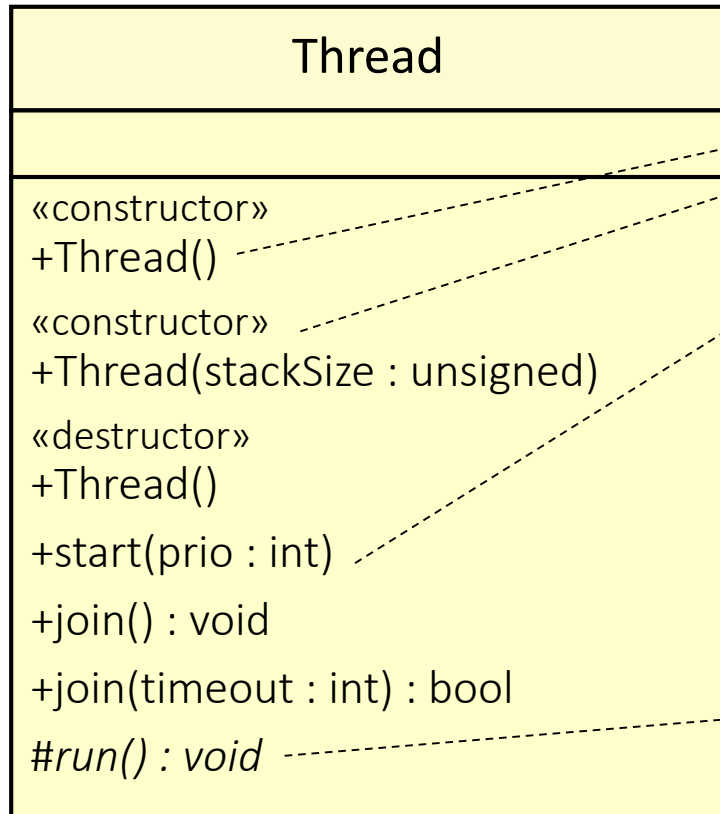 Thread
«constructor»
+Thread()
«constructor»
+Thread(stackSize : unsigned)
«destructor»
+Thread()
+start(prio : int)
+join() : void
+join(timeout : int) : bool
#run() : void